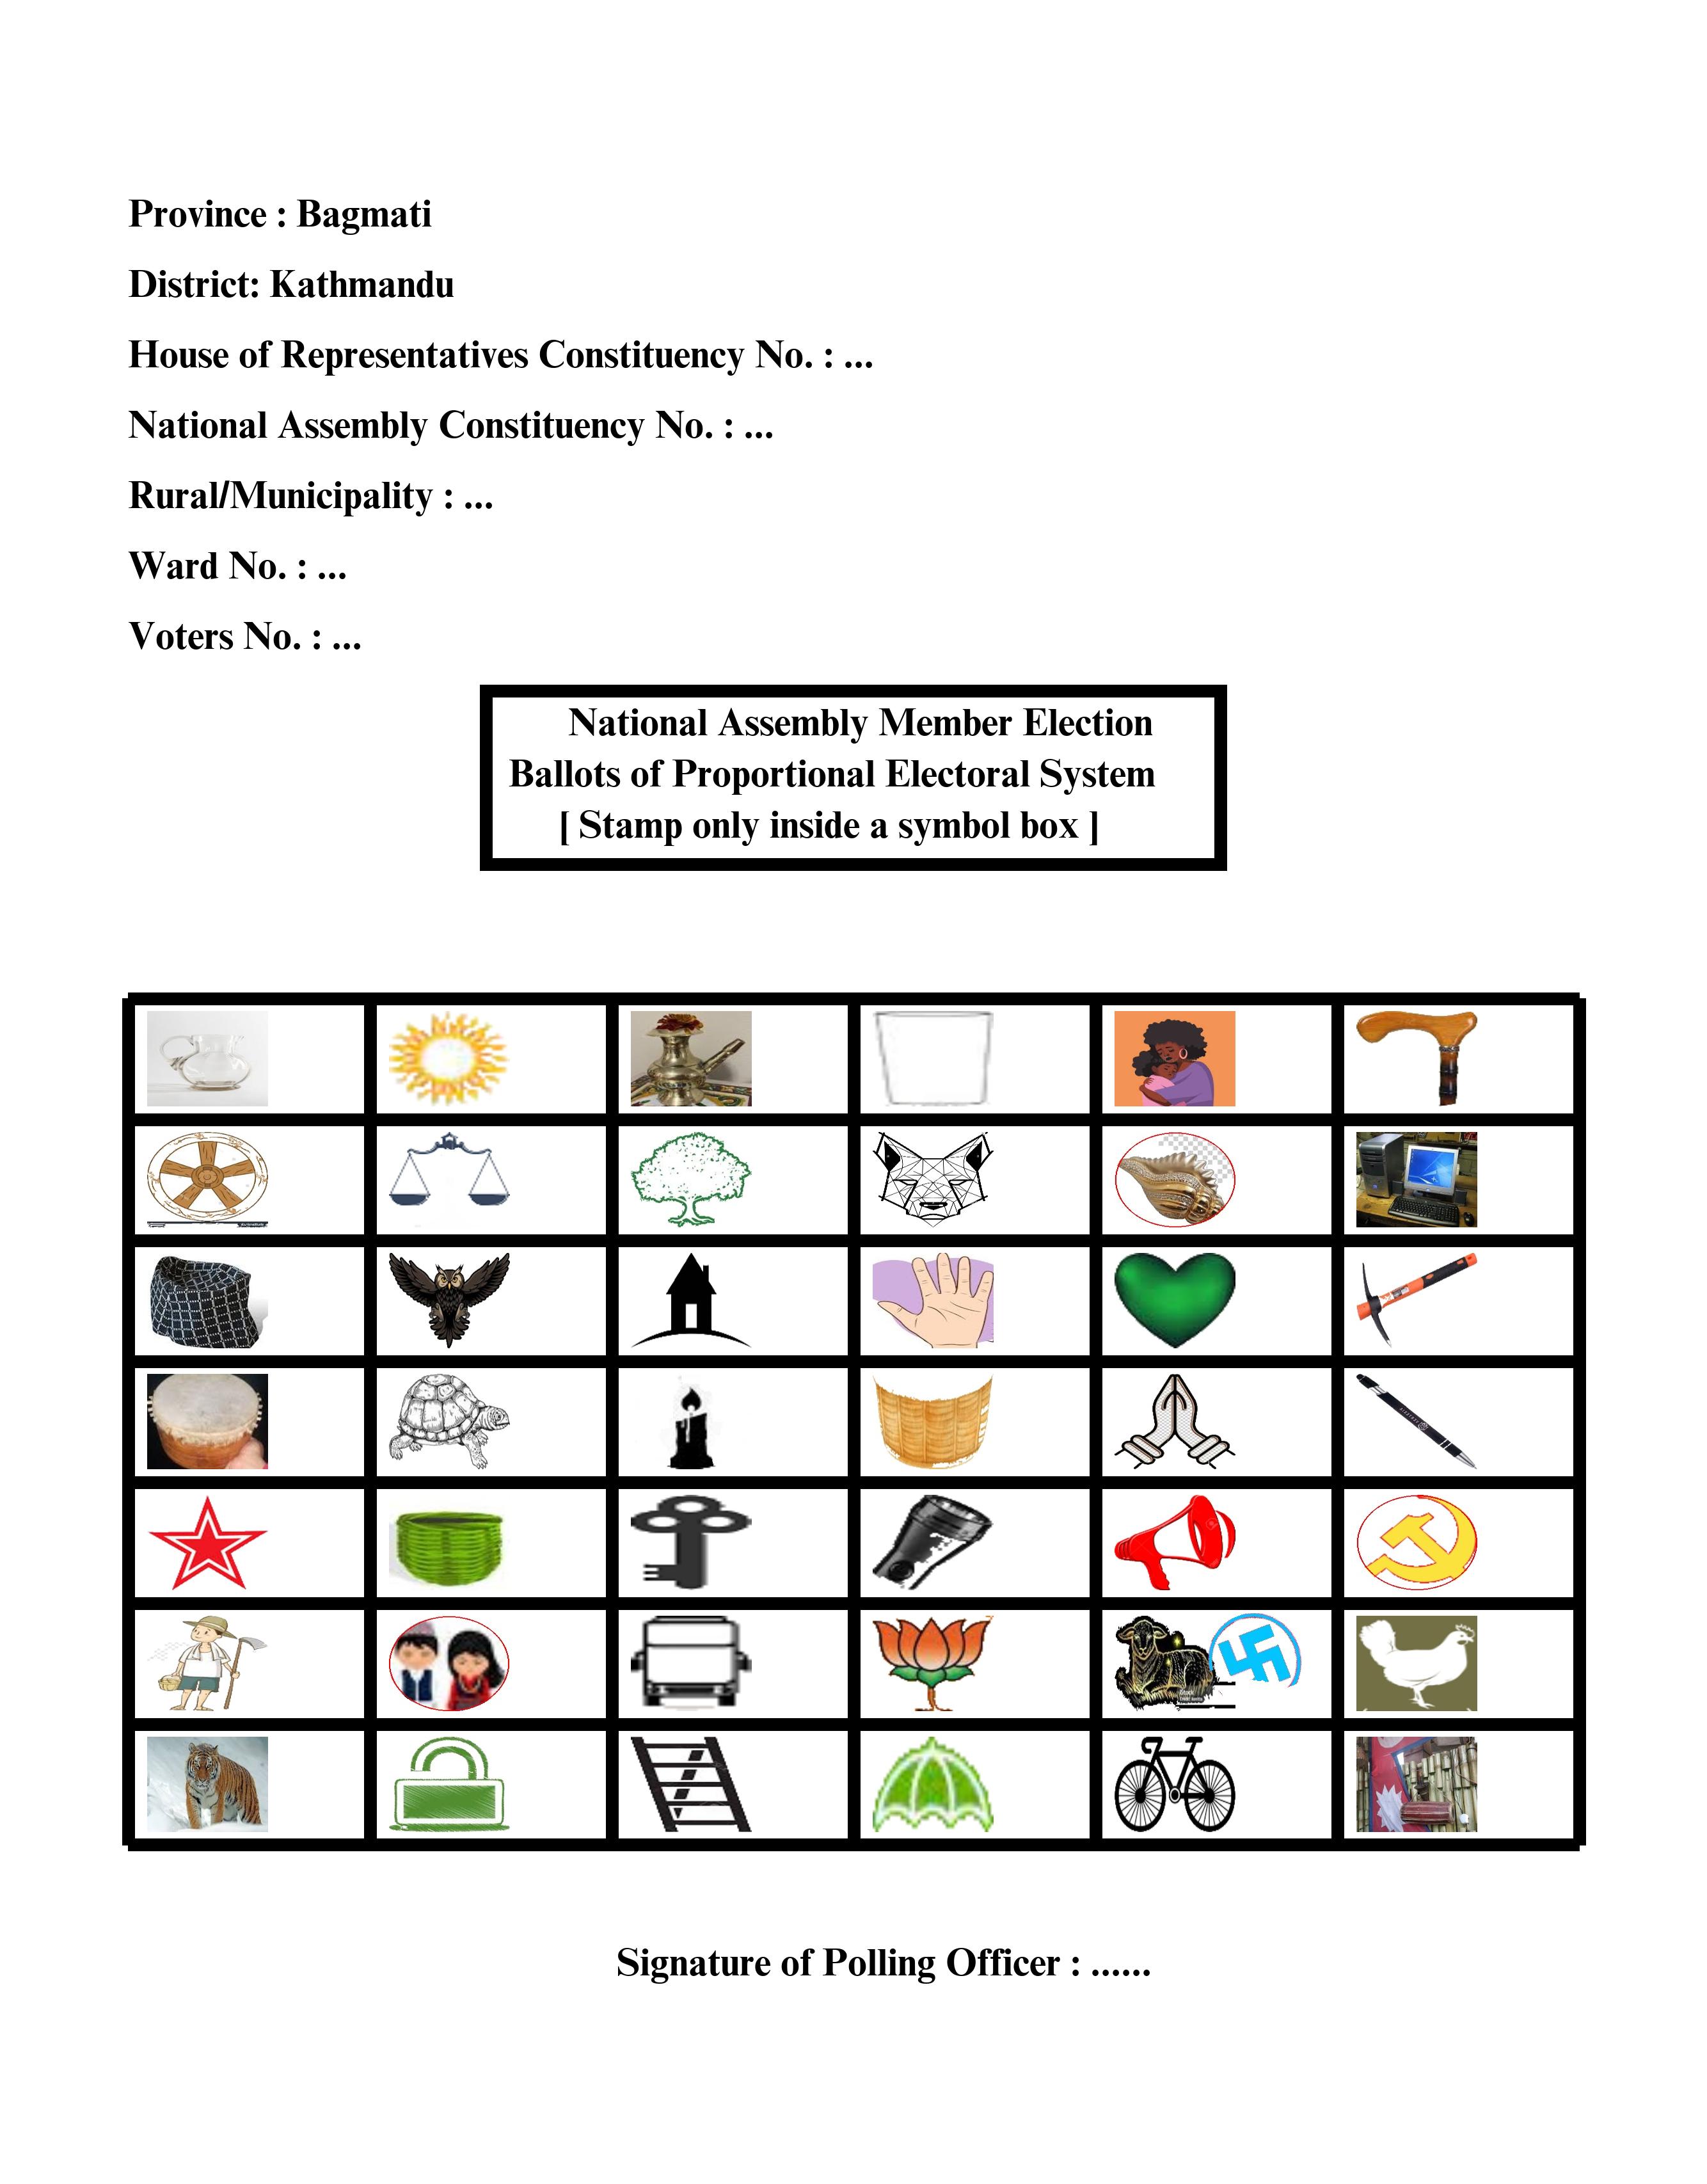 Province : Bagmati
District: Kathmandu
House of Representatives Constituency No. : ...
National Assembly Constituency No. : ...
Rural/Municipality : ...
Ward No. : ...
Voters No. : ...
National Assembly Member Election
Ballots of Proportional Electoral System
[ Stamp only inside a symbol box ]
Signature of Polling Officer : ......